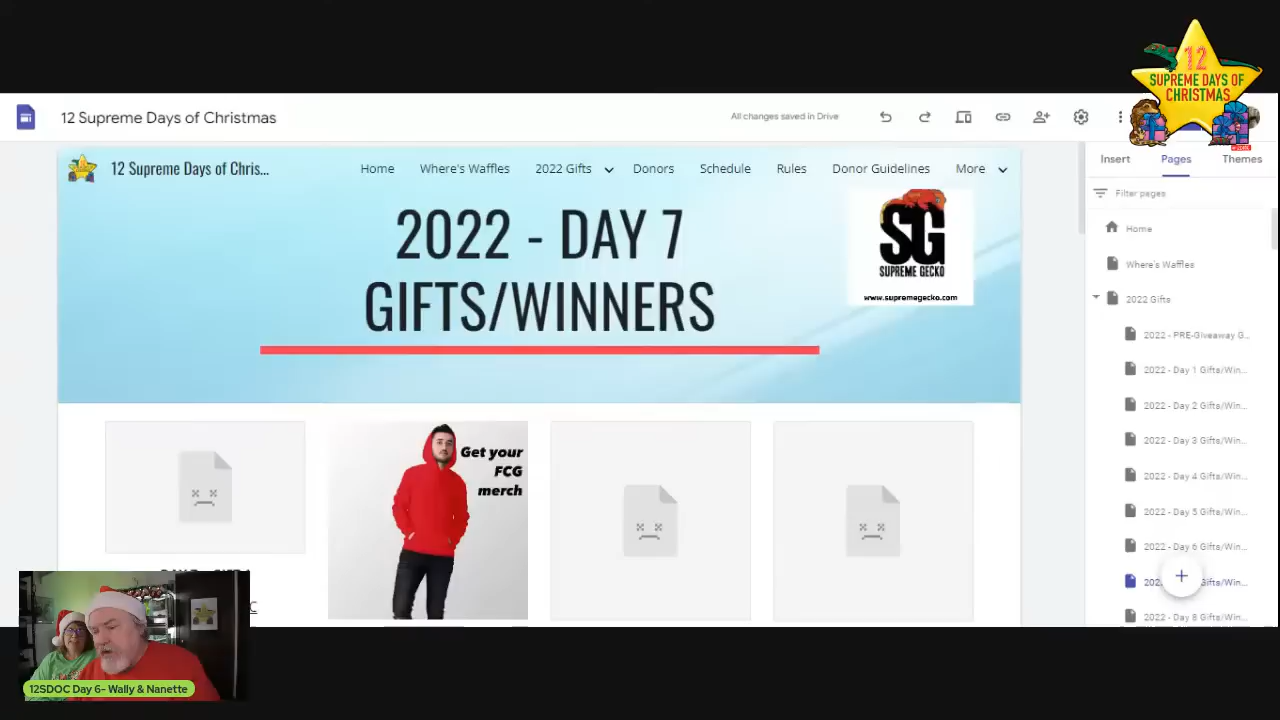 12
SUPREME DAYS OF
CHRISTMAS
12 Supreme Days of Christmas
All changes saved in Drive
12 Supreme Days of Chris...
Home
Where's Waffles
2022 Gifts
Donors
Schedule
Rules
Donor Guidelines
More
2022 - DAY 7
GIFTS/WINNERS
SG
SUPREME GECKO
www.supremegecko.com
Get your
FCG
merch
Insert
Pages
Themes
Filter pages
Home
Where's Waffles
2022 Gifts
2022 - PRE-Giveaway G...
2022 - Day 1 Gifts/Win...
2022 - Day 2 Gifts/Win...
2022 - Day 3 Gifts/Win...
2022 - Day 4 Gifts/Win...
2022 - Day 5 Gifts/Win...
2022 - Day 6 Gifts/Win...
202 Gifts/Win...
2022 - Day 8 Gifts/Win...
12SDOC Day 6- Wally & Nanette